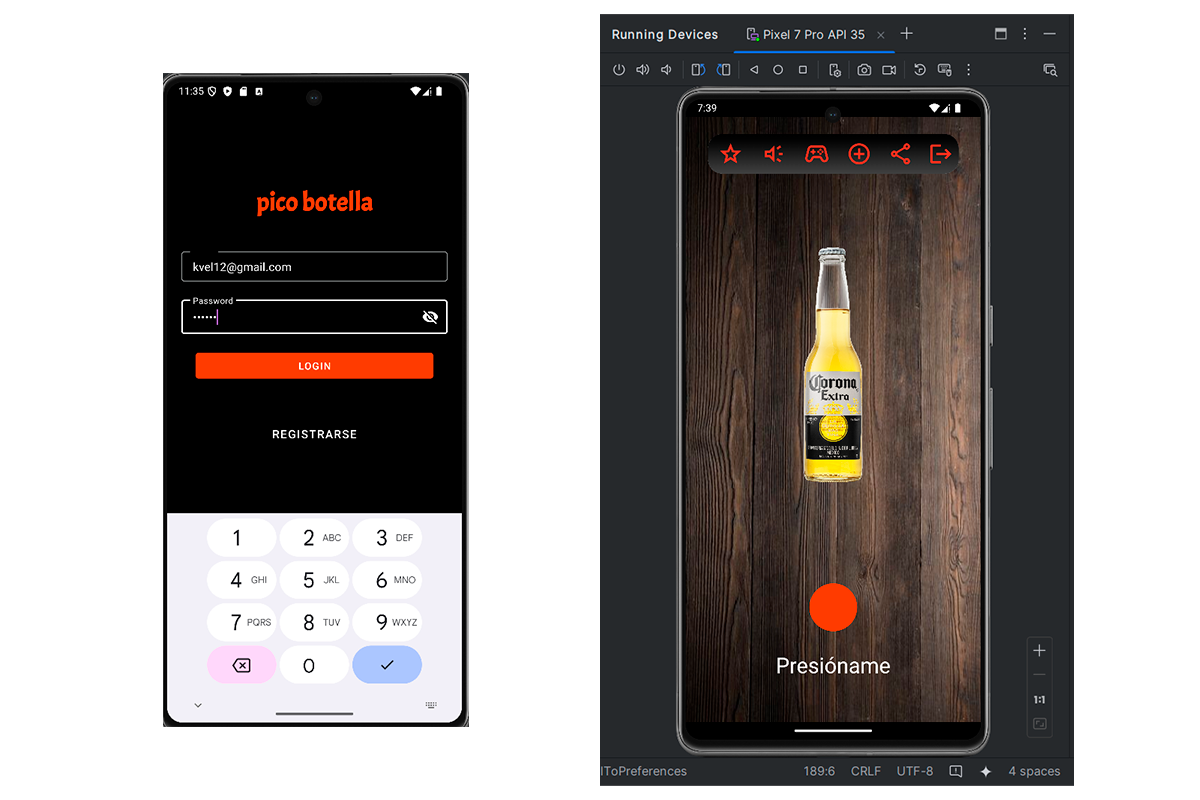 11:35
pico botella
kvel12@gmail.com
Password
••••••
LOGIN
REGISTRARSE
1
2 ABC
3 DEF
4 GHI
5 JKL
6 MNO
7 PQRS
8 TUV
9 WXYZ
0
Running Devices
Pixel 7 Pro API 35
7:39
Corona
Extra
Presióname
1:1
lToPreferences
189:6 CRLF UTF-8 4 spaces